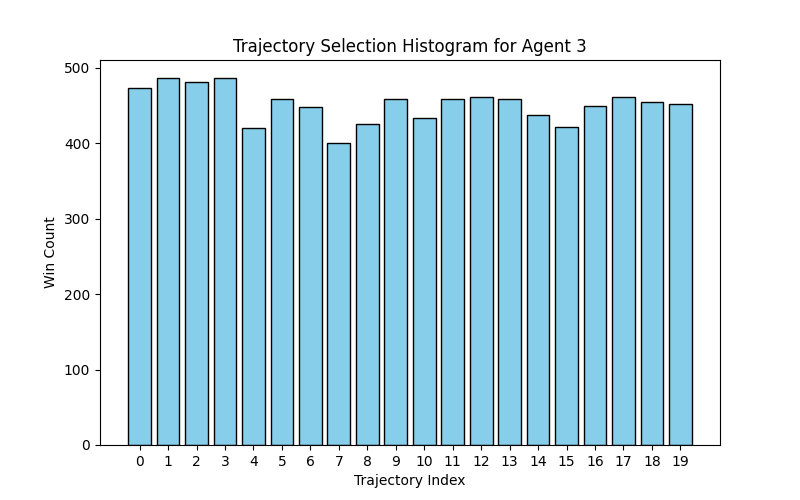 Trajectory Selection Histogram for Agent 3
500
400
300
200
100
0
Win Count
0 1 2 3 4 5 6 7 8 9 10 11 12 13 14 15 16 17 18 19
Trajectory Index